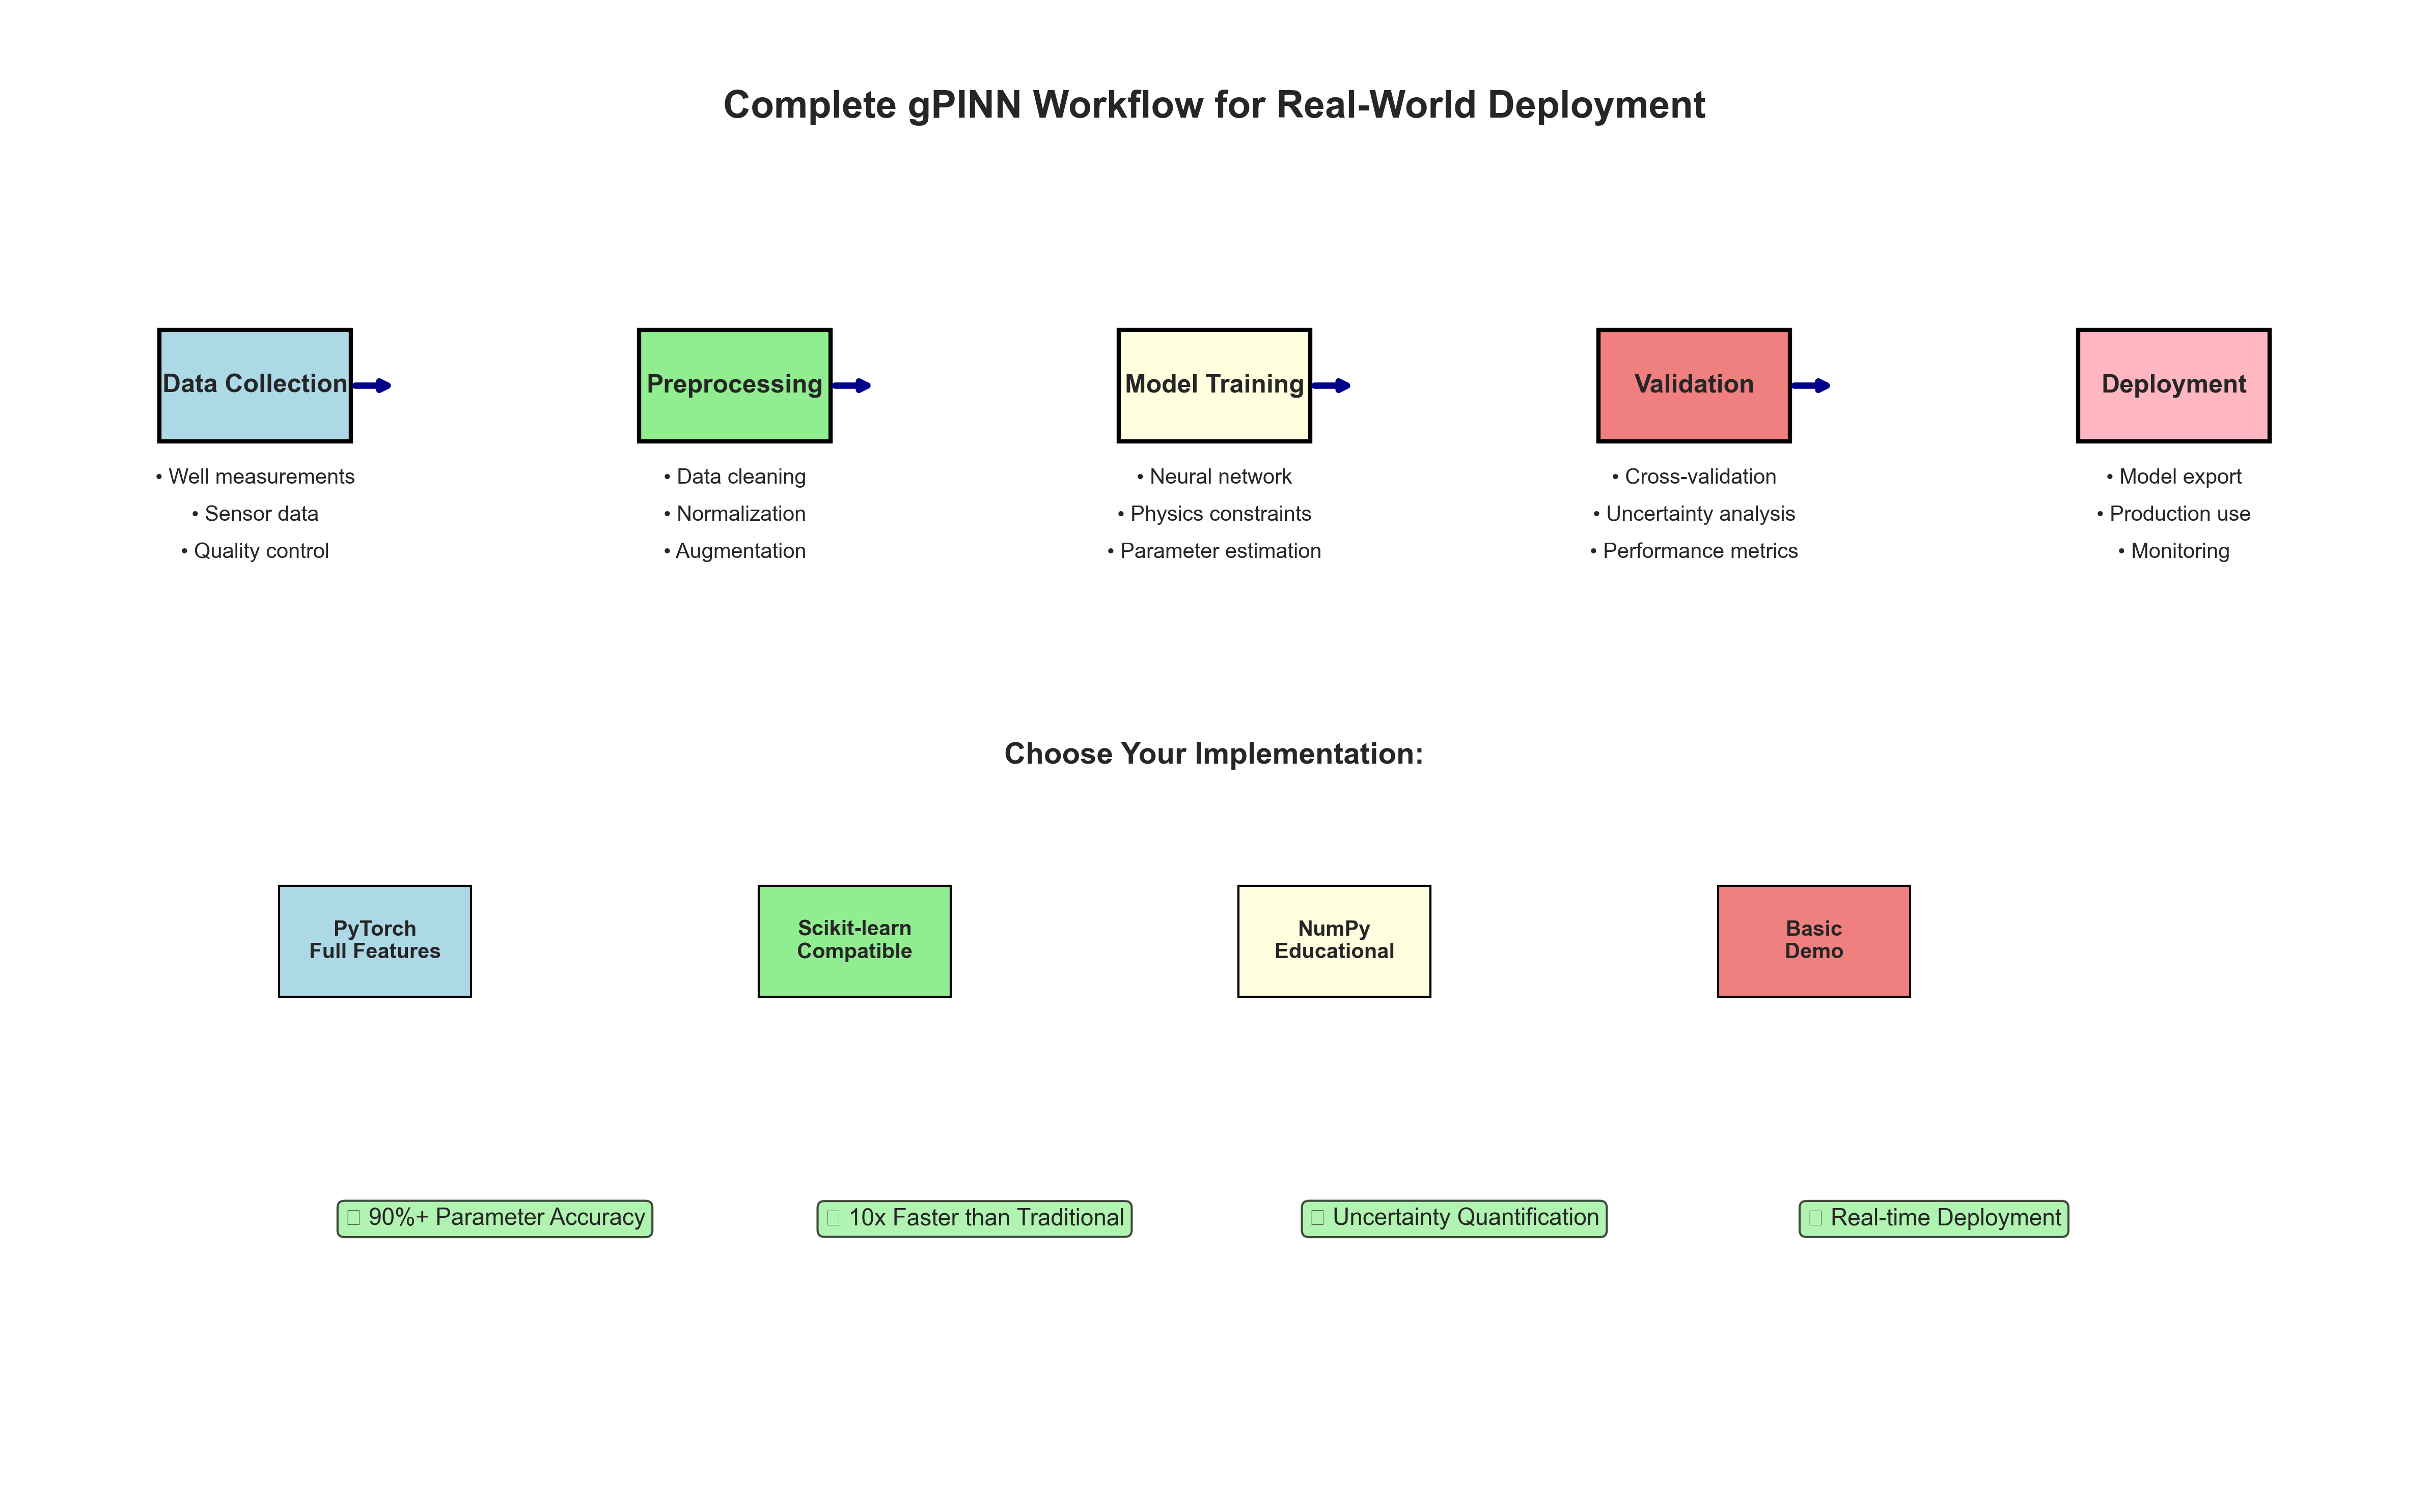 Complete gPINN Workflow for Real-World Deployment
Data Collection
Preprocessing
Model Training
Validation
Deployment
• Well measurements
• Sensor data
• Quality control
• Data cleaning
• Normalization
• Augmentation
• Neural network
• Physics constraints
• Parameter estimation
• Cross-validation
• Uncertainty analysis
• Performance metrics
• Model export
• Production use
• Monitoring
Choose Your Implementation:
PyTorch
Full Features
Scikit-learn
Compatible
NumPy
Educational
Basic
Demo
90%+ Parameter Accuracy
10x Faster than Traditional
Uncertainty Quantification
Real-time Deployment